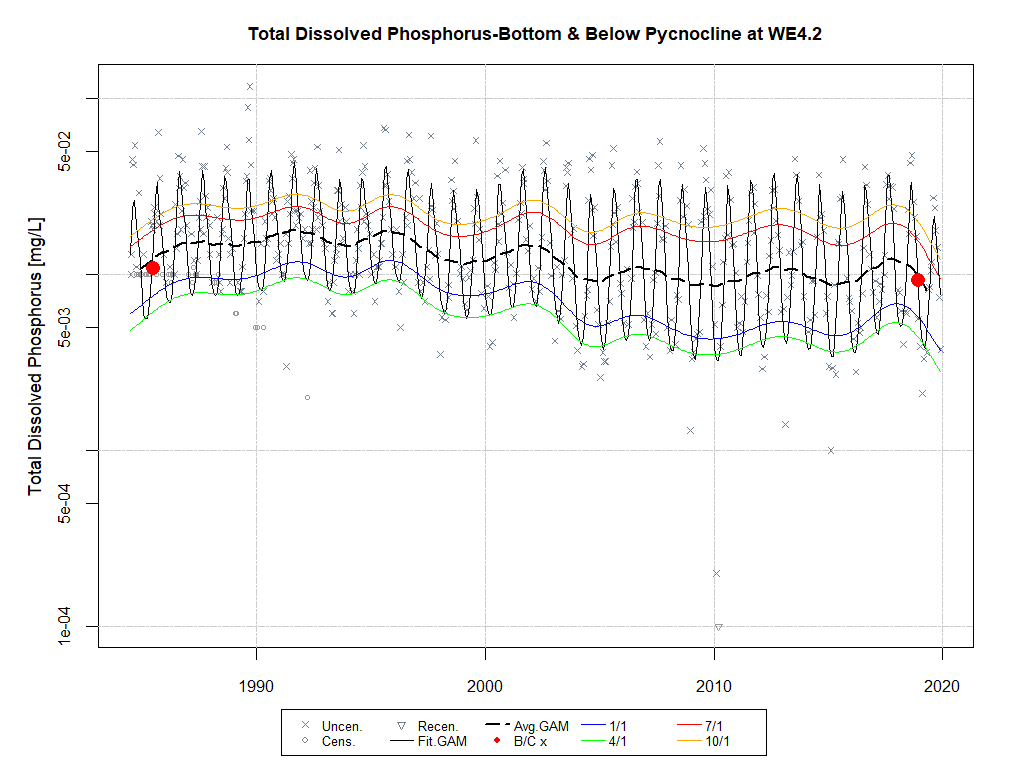 Total Dissolved Phosphorus-Bottom & Below Pycnocline at WE4.2
Total Dissolved Phosphorus [mg/L]
5e-02
5e-03
5e-04
1e-04
1990 2000 2010 2020
Uncen. Recen. Avg.GAM 1/1 7/1
Cens. Fit.GAM B/C x 4/1 10/1